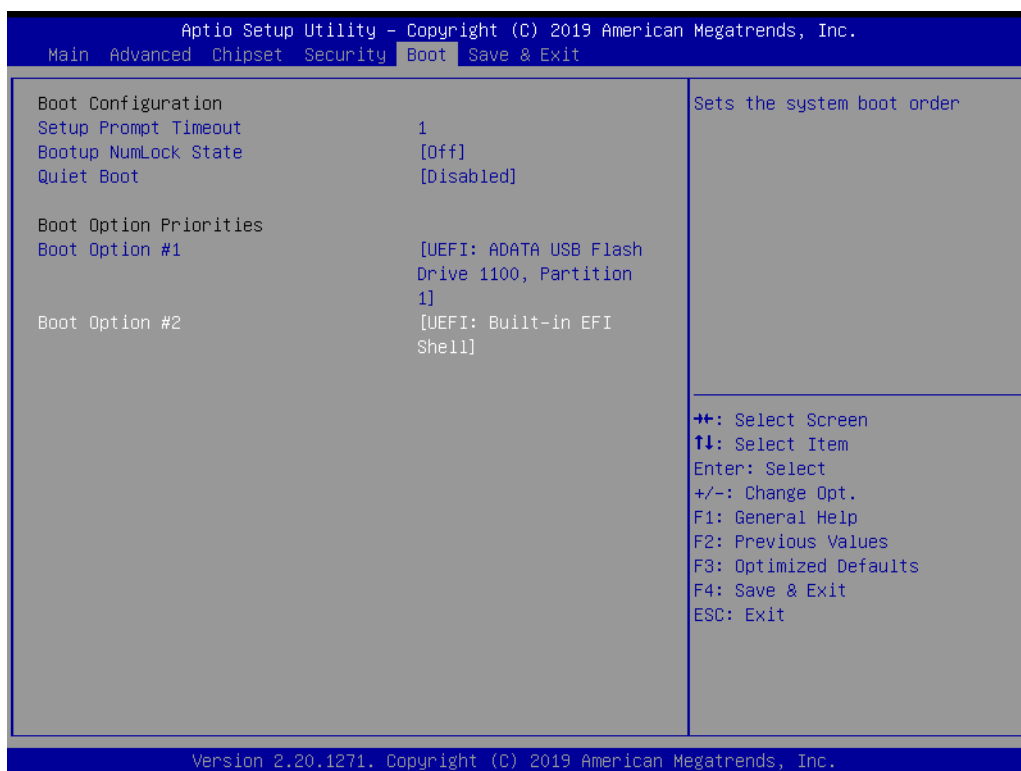 Aptio Setup Utility – Copyright (C) 2019 American Megatrends, Inc.
Main Advanced Chipset Security Boot Save & Exit
Boot Configuration
Setup Prompt Timeout 1
Bootup NumLock State [Off]
Quiet Boot [Disabled]
Boot Option Priorities
Boot Option #1 [UEFI: ADATA USB Flash
Drive 1100, Partition
1]
Boot Option #2 [UEFI: Built-in EFI
Shell]
Sets the system boot order
→←: Select Screen
↑↓: Select Item
Enter: Select
+/-: Change Opt.
F1: General Help
F2: Previous Values
F3: Optimized Defaults
F4: Save & Exit
ESC: Exit
Version 2.20.1271. Copyright (C) 2019 American Megatrends, Inc.